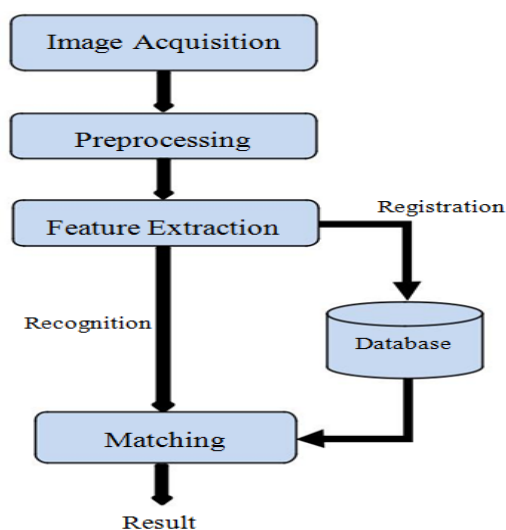 Image Acquisition
Preprocessing
Feature Extraction
Registration
Recognition
Database
Matching
Result